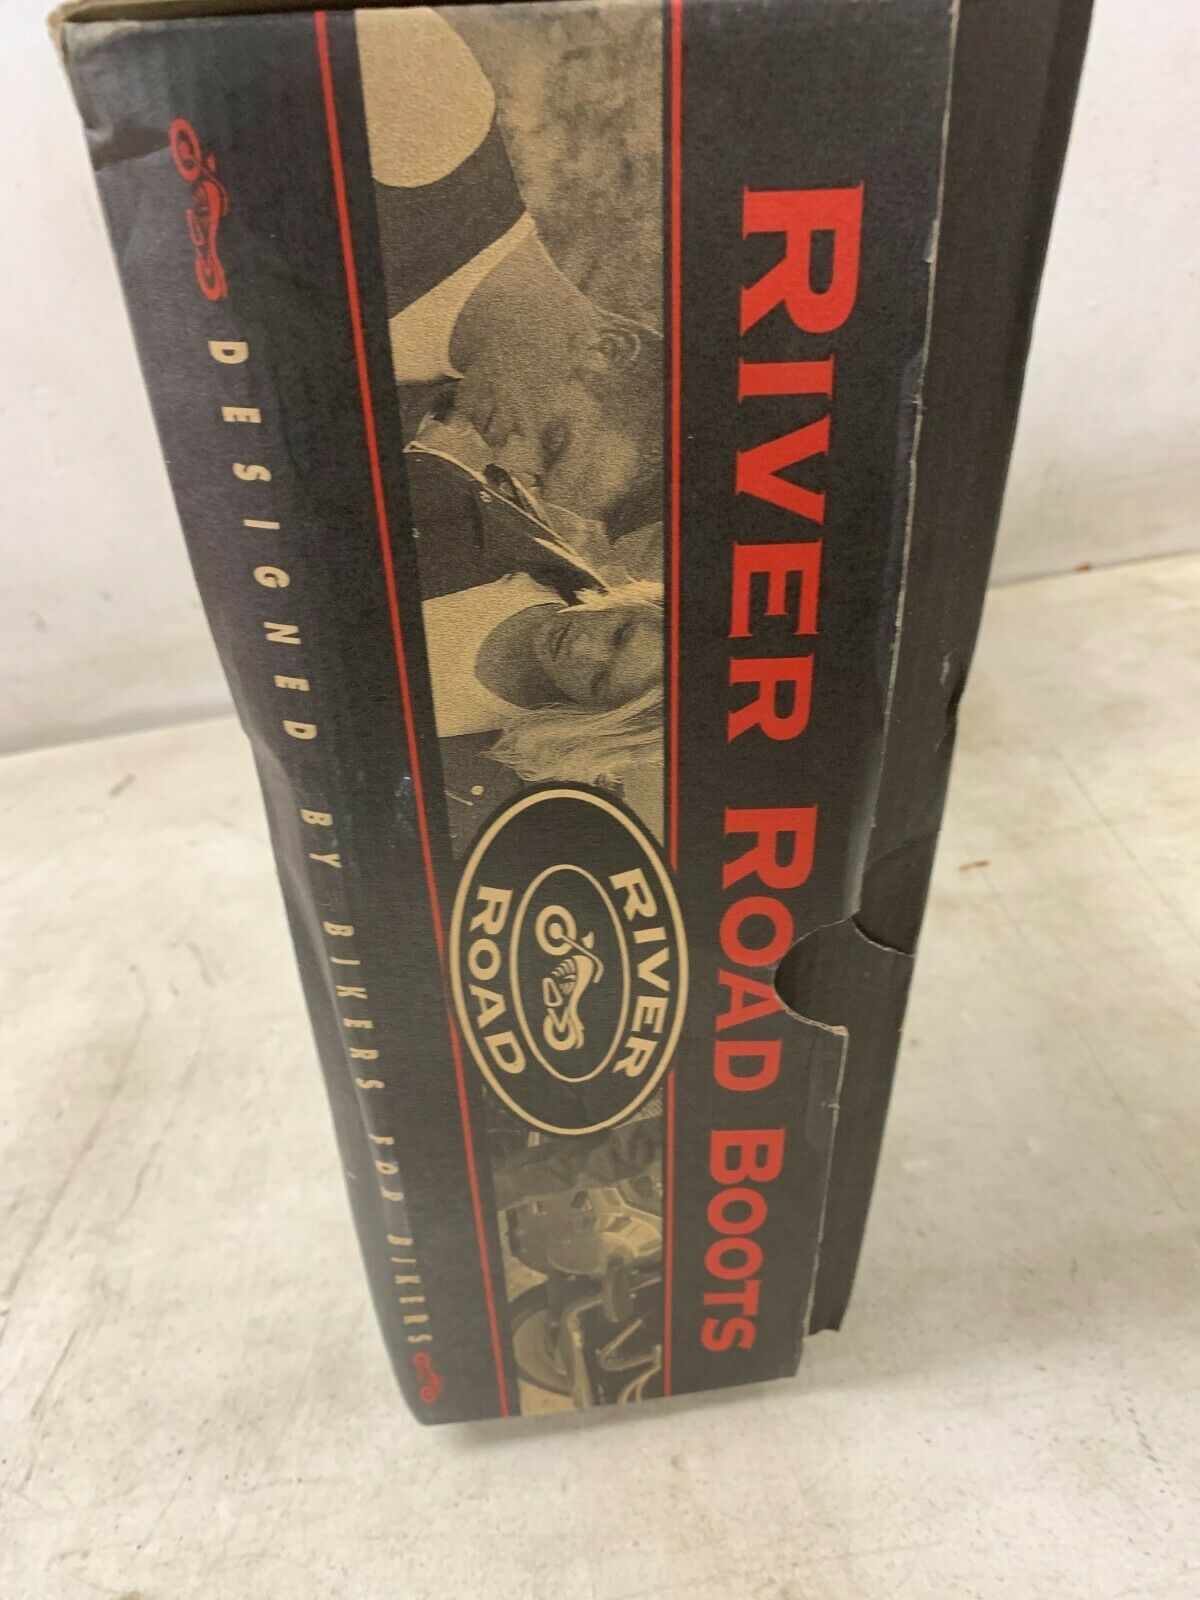 RIVER ROAD BOOTS
RIVER
ROAD
DESIGNED BY BIKERS FOR BIKERS